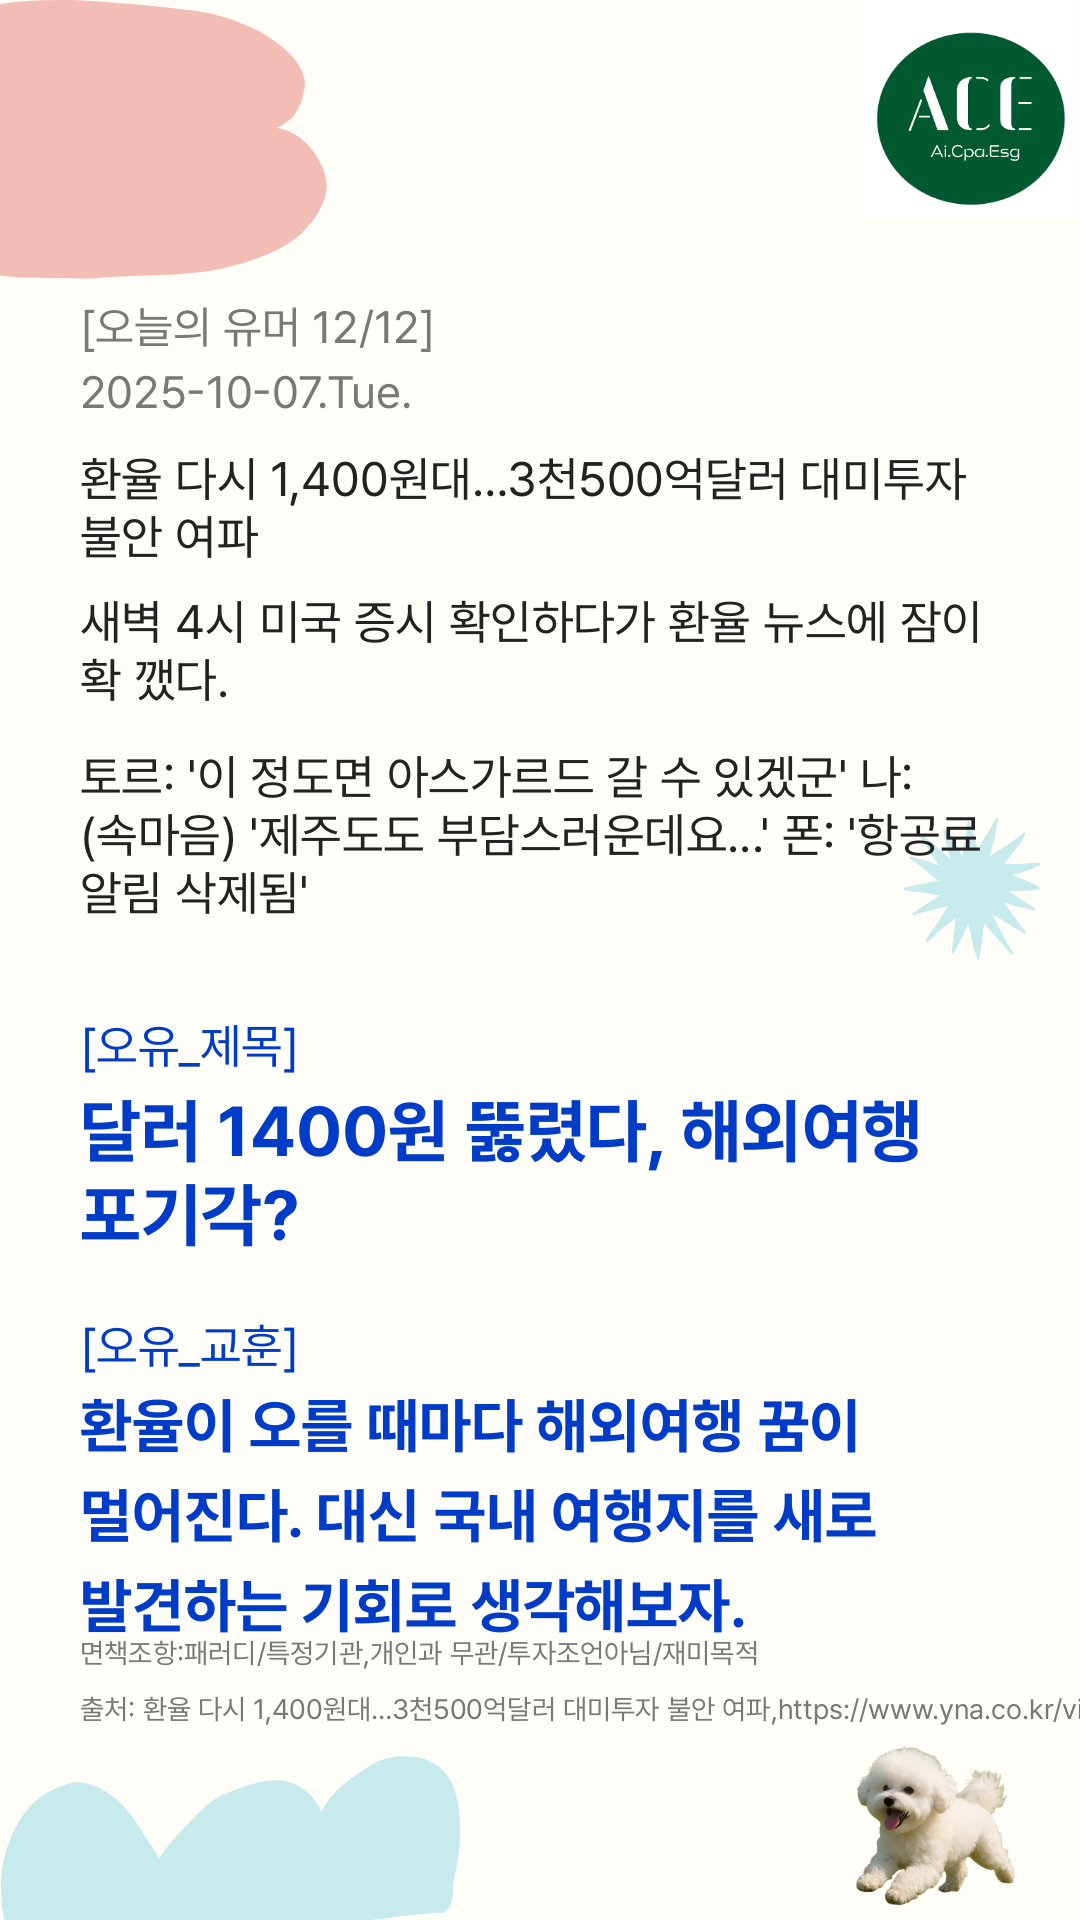 ACE
Ai.Cpa.Esg
[오늘의 유머 12/12]
2025-10-07.Tue.
환율 다시 1,400원대...3천500억달러 대미투자
불안 여파
새벽 4시 미국 증시 확인하다가 환율 뉴스에 잠이
확 깼다.
토르: '이 정도면 아스가르드 갈 수 있겠군' 나:
(속마음) '제주도도 부담스러운데요...' 폰: '항공료
알림 삭제됨'
[오유_제목]
달러 1400원 뚫렸다, 해외여행
포기각?
[오유_교훈]
환율이 오를 때마다 해외여행 꿈이
멀어진다. 대신 국내 여행지를 새로
발견하는 기회로 생각해보자.
면책조항:패러디/특정기관,개인과 무관/투자조언아님/재미목적
출처: 환율 다시 1,400원대...3천500억달러 대미투자 불안 여파,https://www.yna.co.kr/vi